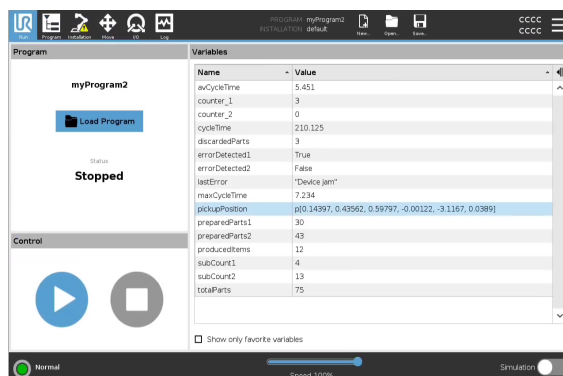 UR
PROGRAM myProgram2
INSTALLATION default
CCCC
CCCC
Run Program Installation Move I/O Log New... Open... Save...
Program
myProgram2
Load Program
Status
Stopped
Control
Variables
Name Value
avCycleTime 5.451
counter_1 3
counter_2 0
cycleTime 210.125
discardedParts 3
errorDetected1 True
errorDetected2 False
lastError "Device jam"
maxCycleTime 7.234
pickupPosition p[0.14397, 0.43562, 0.59797, -0.00122, -3.1167, 0.0389]
preparedParts1 30
preparedParts2 43
producedItems 12
subCount1 4
subCount2 13
totalParts 75
Show only favorite variables
Normal
Speed 100%
Simulation